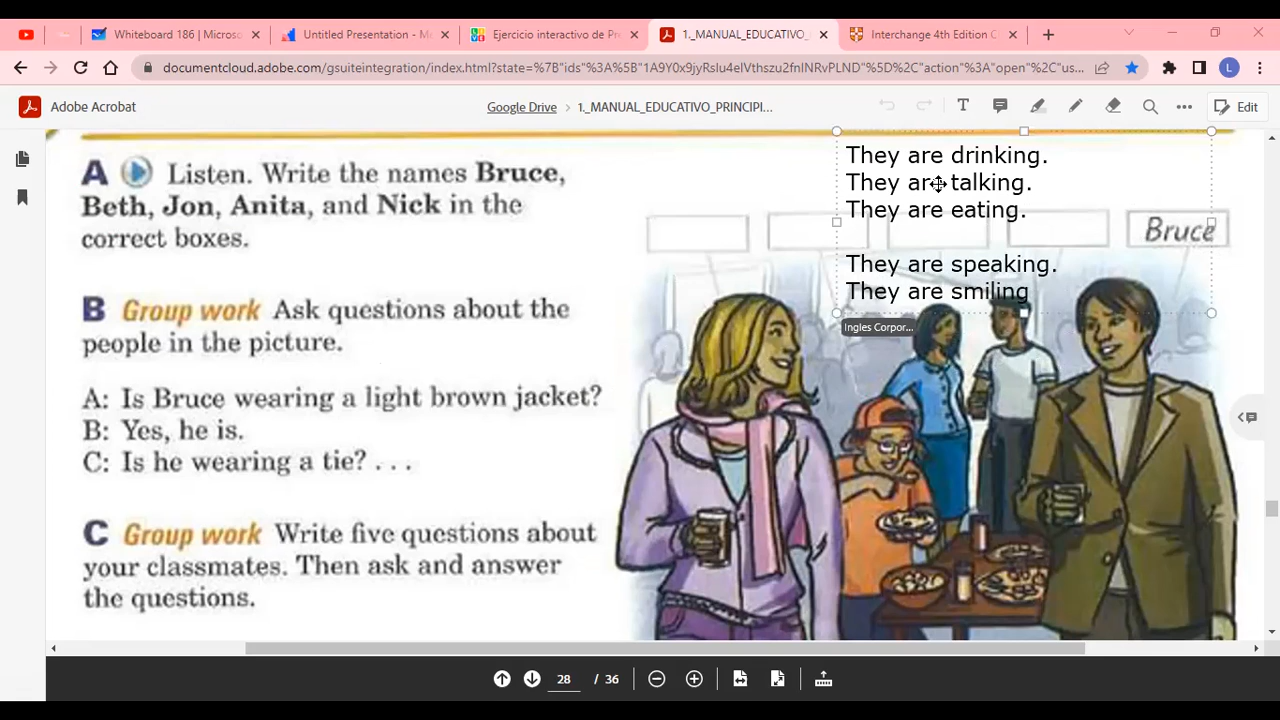 Whiteboard 186 | Microso
Untitled Presentation - M
Ejercicio interactivo de Pre
1._MANUAL_EDUCATIVO_
Interchange 4th Edition C
documentcloud.adobe.com/gsuiteintegration/index.html?state=%7B"ids"%3A%5B"1A9Y0x9jyRslu4elVthszu2fnINRvPLND"%5D%2C"action"%3A"open"%2C"us...
L
Adobe Acrobat
Google Drive > 1._MANUAL_EDUCATIVO_PRINCIPI...
T
Edit
A Listen. Write the names Bruce,
Beth, Jon, Anita, and Nick in the
correct boxes.
They are drinking.
They are talking.
They are eating.
They are speaking.
They are smiling
Bruce
Ingles Corpor...
B Group work Ask questions about the
people in the picture.
A: Is Bruce wearing a light brown jacket?
B: Yes, he is.
C: Is he wearing a tie? . . .
C Group work Write five questions about
your classmates. Then ask and answer
the questions.
28 / 36